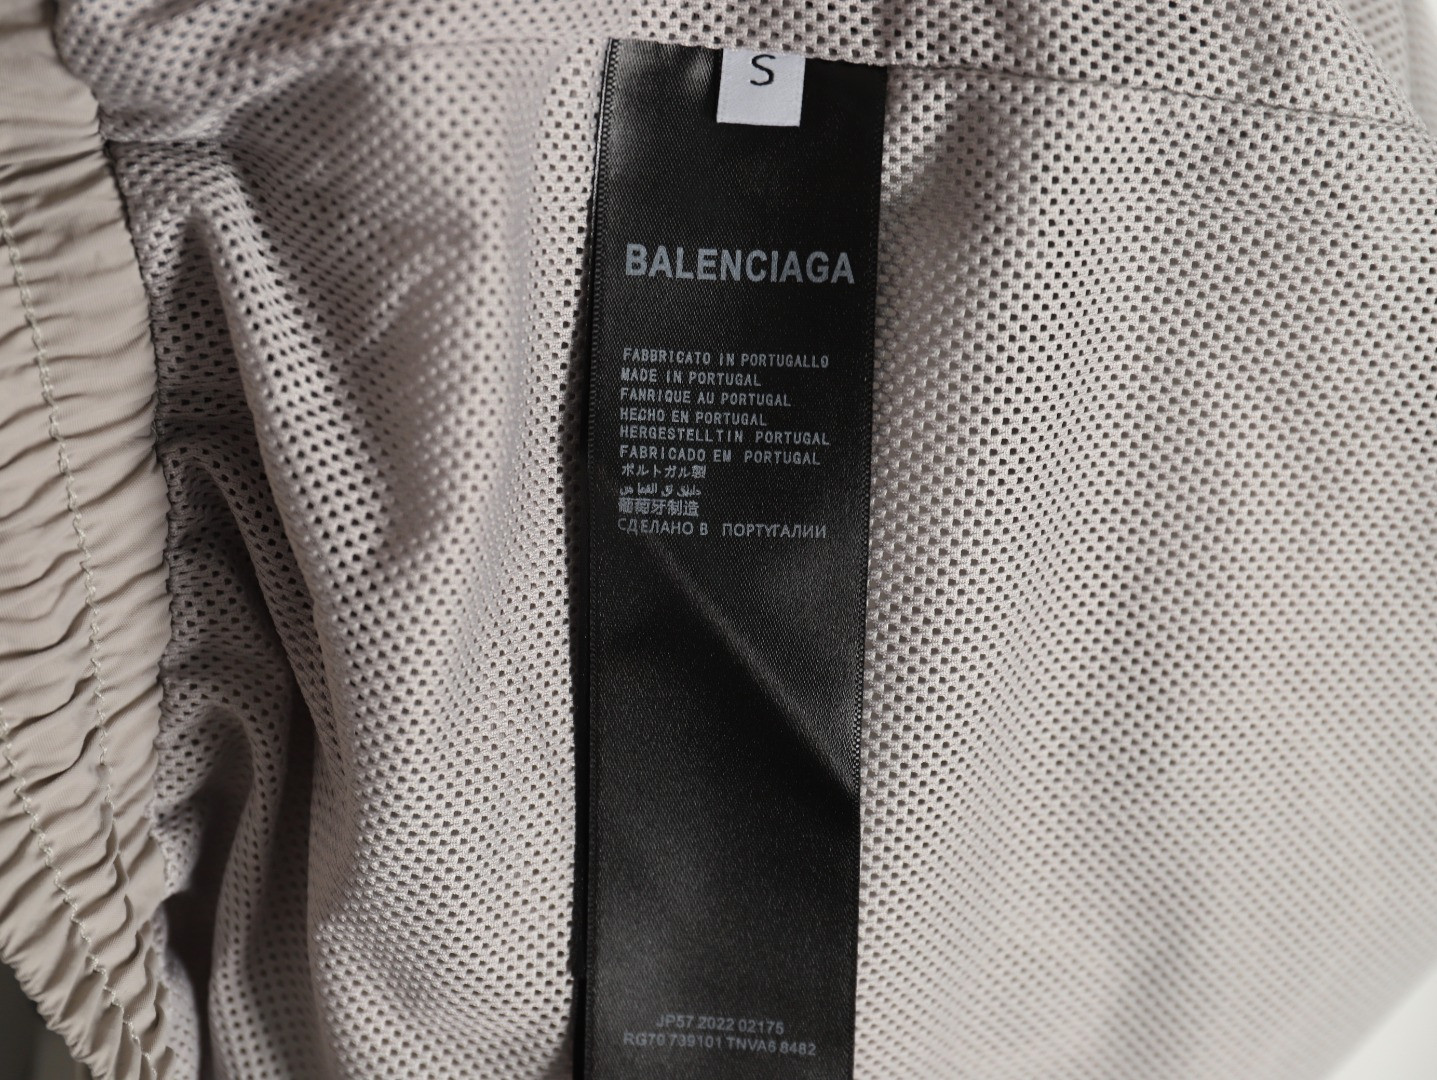 S
BALENCIAGA
FABBRICATO IN PORTUGALLO
MADE IN PORTUGAL
FANRIQUE AU PORTUGAL
HECHO EN PORTUGAL
HERGESTELLTIN PORTUGAL
FABRICADO EM PORTUGAL
ポルトガル製
葡萄牙制造
СДЕЛАНО В ПОРТУГАЛИИ
JP57 2022 02175
RG70 739101 TNVA6 8482